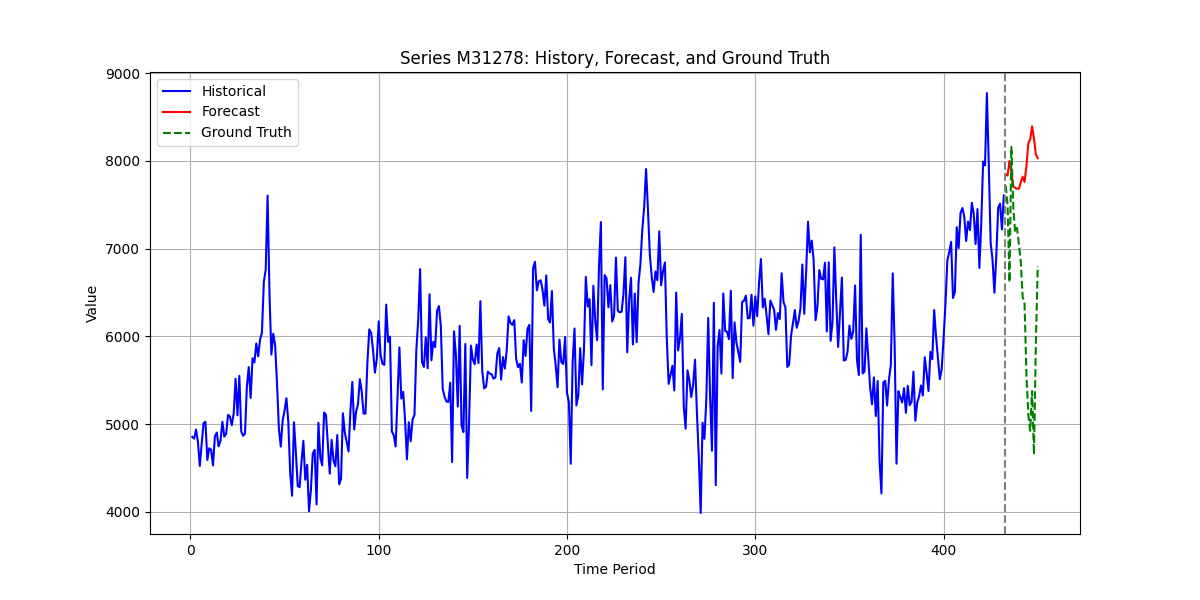 Series M31278: History, Forecast, and Ground Truth
Historical
Forecast
Ground Truth
9000
8000
7000
6000
5000
4000
Value
0 100 200 300 400
Time Period